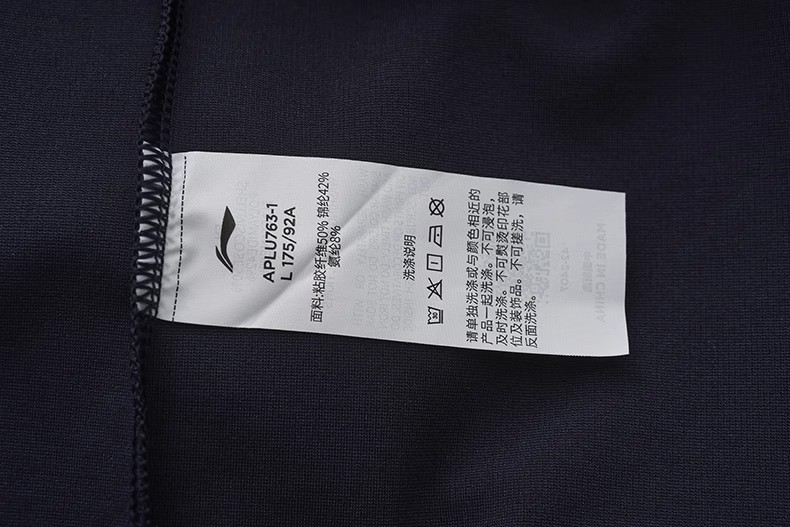 APLU763-1
L 175/92A
面料:粘胶纤维50% 锦纶42%
氨纶8%
洗涤说明
30
请单独洗涤或与颜色相近的
产品一起洗涤。不可浸泡,
及时洗涤。不可熨烫印花部
位及装饰品。不可搓洗,请
反面洗涤。
MADE IN CHINA